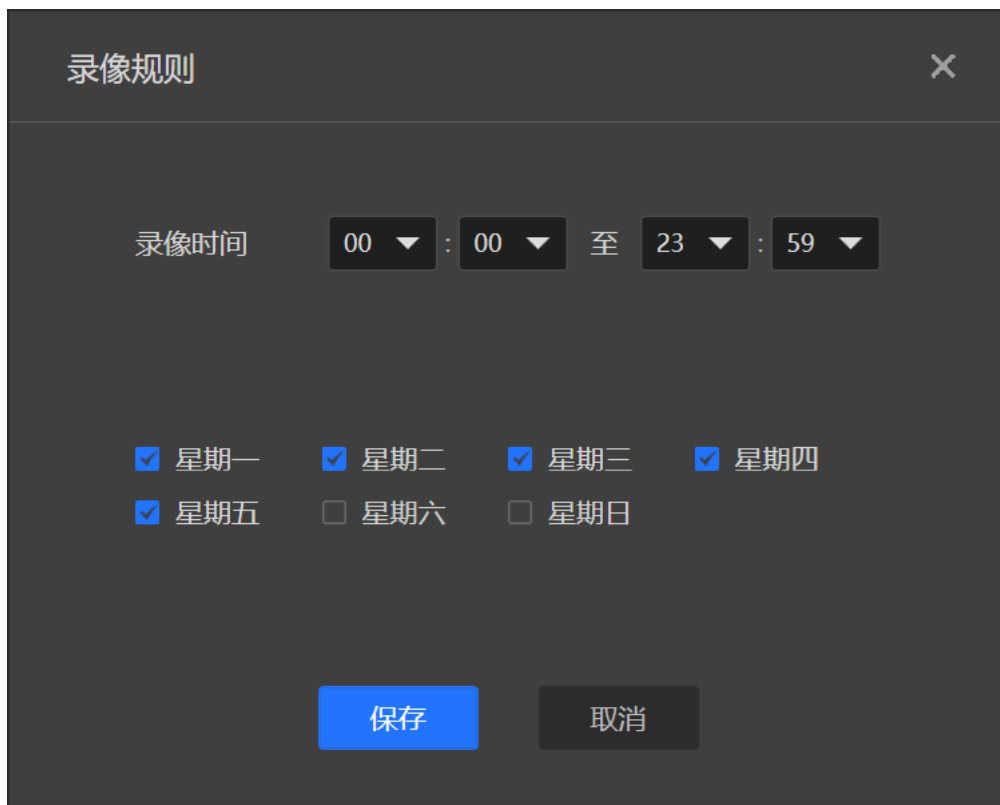 录像规则
录像时间 00 : 00 至 23 : 59
星期一 星期二 星期三 星期四
星期五 星期六 星期日
保存 取消